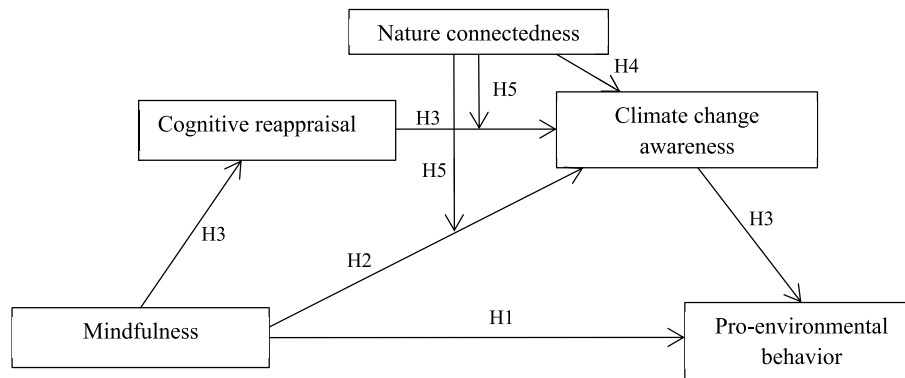 Nature connectedness
H4
H5
Cognitive reappraisal
H3
Climate change
awareness
H5
H3
H3
H2
Mindfulness
H1
Pro-environmental
behavior